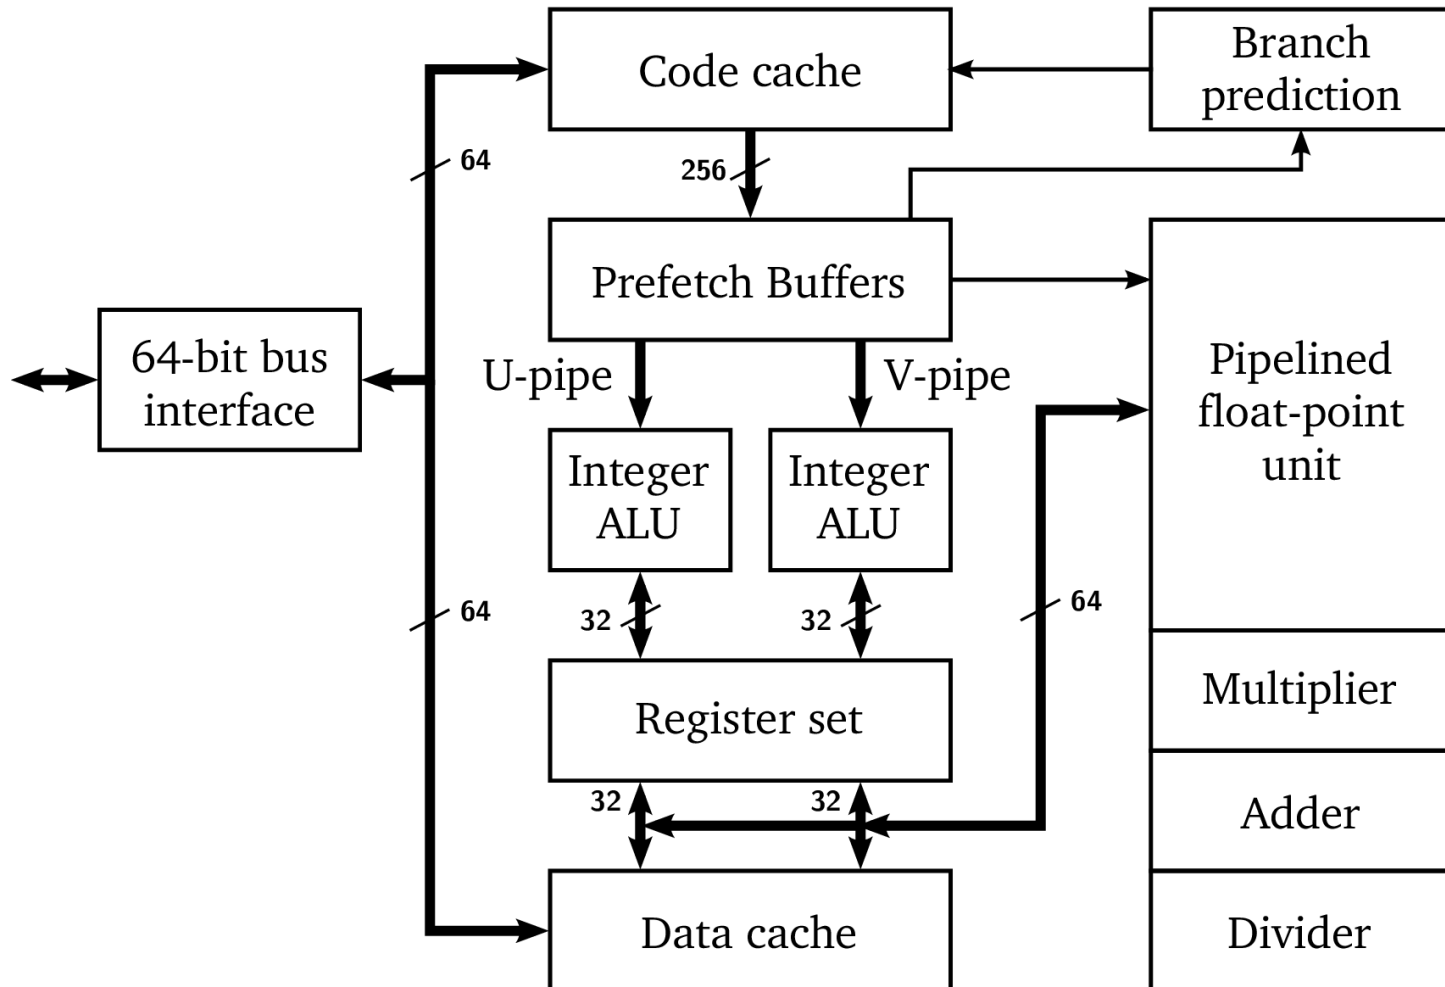 Code cache
Branch
prediction
64
256
Prefetch Buffers
64-bit bus
interface
U-pipe
V-pipe
Pipelined
float-point
unit
Integer
ALU
Integer
ALU
64
32
32
64
Register set
Multiplier
32
32
Adder
Data cache
Divider